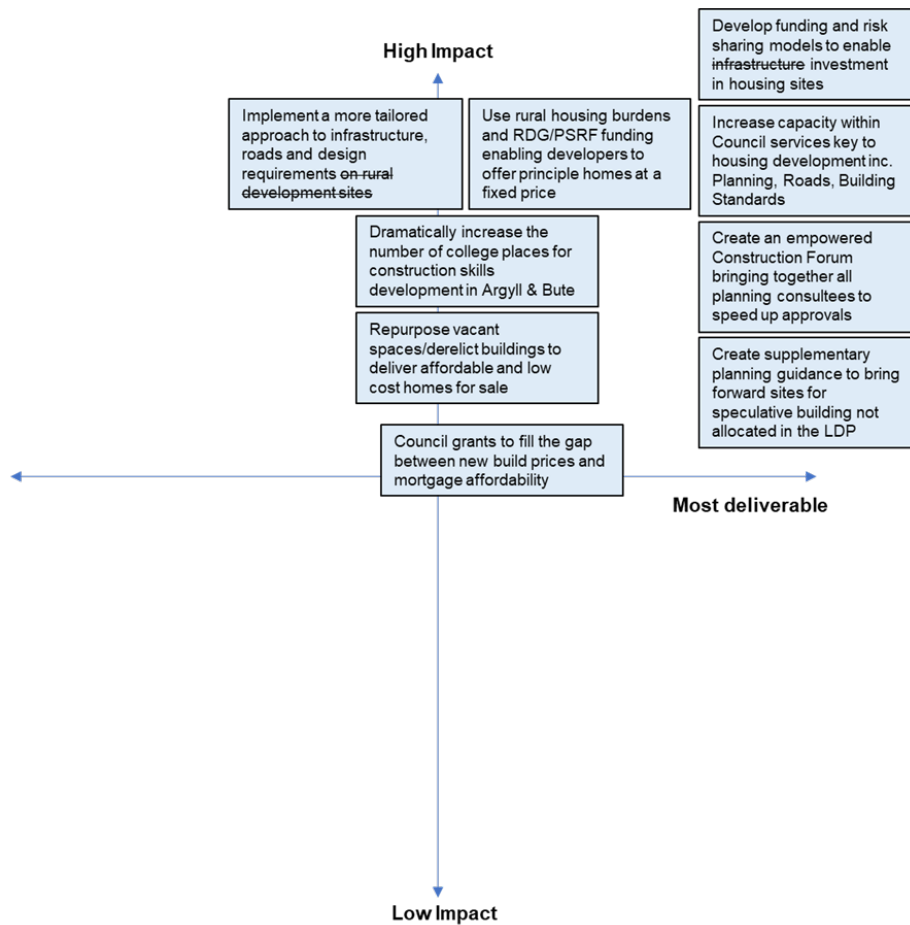 High Impact
Develop funding and risk
sharing models to enable
infrastructure investment
in housing sites
Implement a more tailored
approach to infrastructure,
roads and design
requirements on rural
development sites
Use rural housing burdens
and RDG/PSRF funding
enabling developers to
offer principle homes at a
fixed price
Increase capacity within
Council services key to
housing development inc.
Planning, Roads, Building
Standards
Dramatically increase the
number of college places for
construction skills
development in Argyll & Bute
Create an empowered
Construction Forum
bringing together all
planning consultees to
speed up approvals
Repurpose vacant
spaces/derelict buildings to
deliver affordable and low
cost homes for sale
Create supplementary
planning guidance to bring
forward sites for
speculative building not
allocated in the LDP
Council grants to fill the gap
between new build prices and
mortgage affordability
Most deliverable
Low Impact